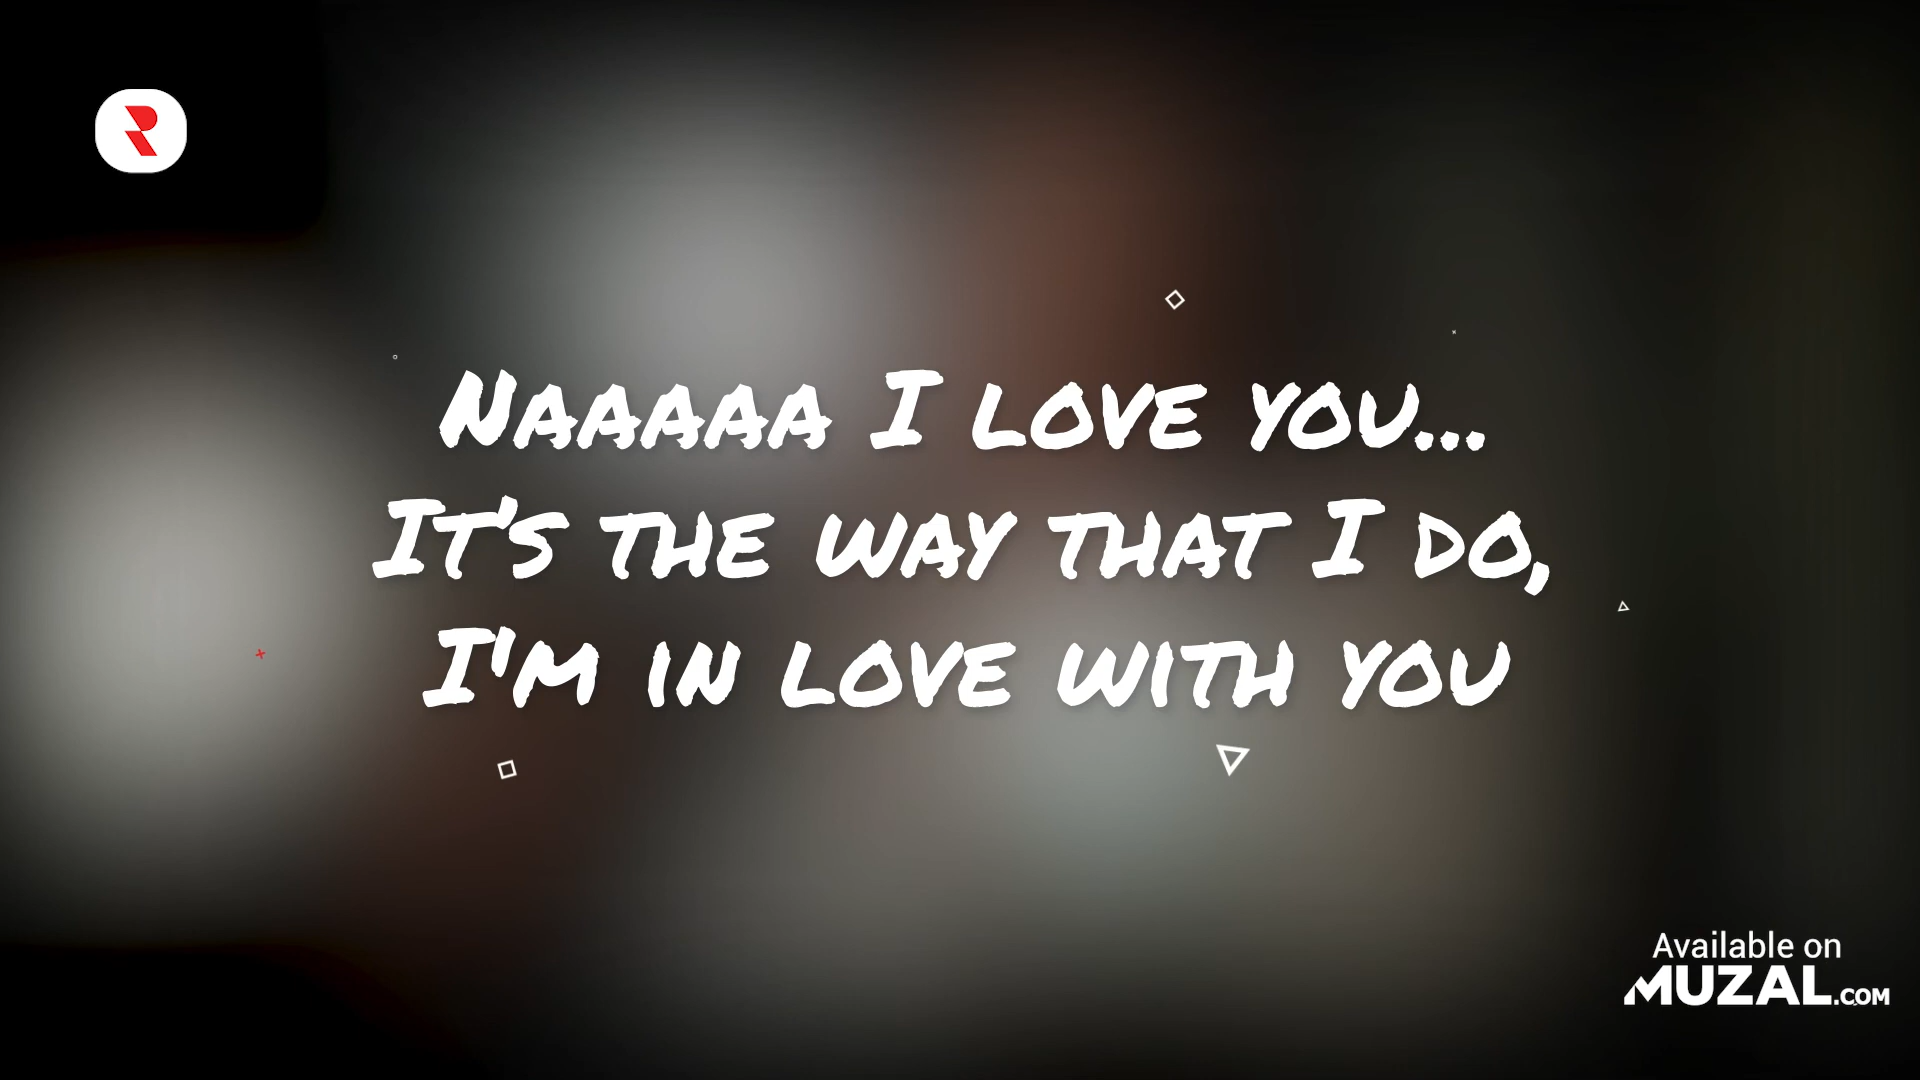 Naaaaa I love you...
It's the way that I do,
I'm in love with you
Available on
MUZAL.COM